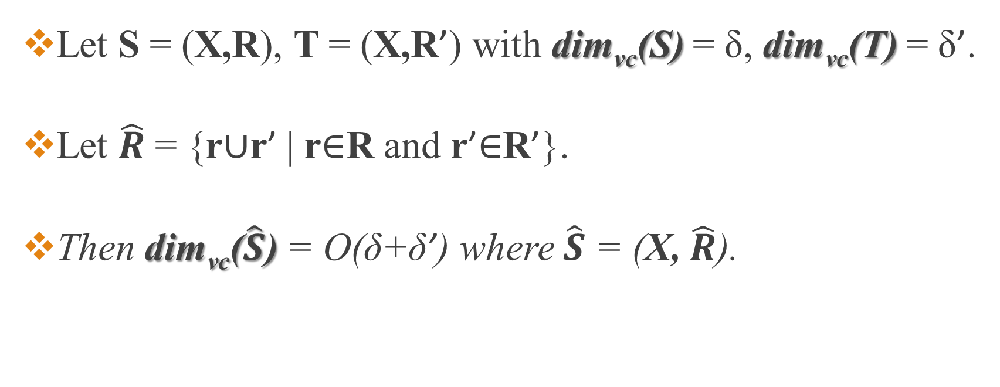 ❖Let S = (X,R), T = (X,R′) with dim_vc(S) = δ, dim_vc(T) = δ′.
❖Let R̂ = {r∪r′ | r∈R and r′∈R′}.
❖Then dim_vc(Ŝ) = O(δ+δ′) where Ŝ = (X, R̂).